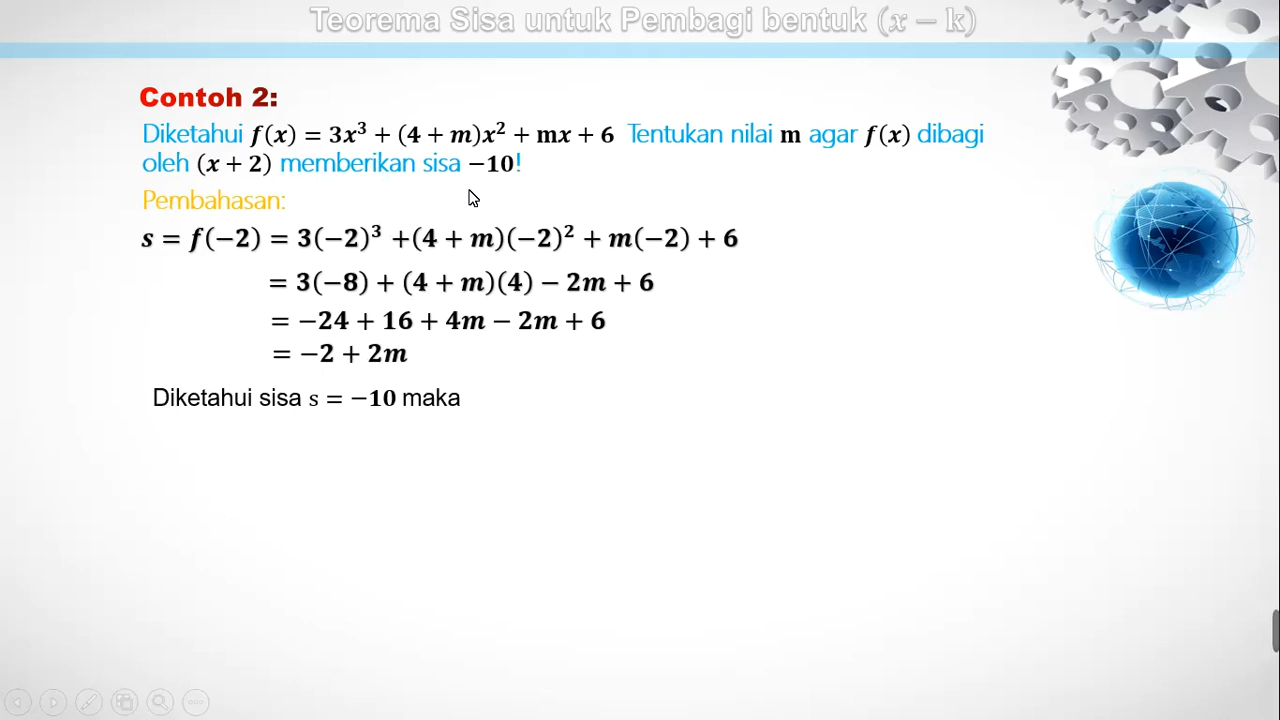 Teorema Sisa untuk Pembagi bentuk (x − k)
Contoh 2:
Diketahui f(x) = 3x³ + (4 + m)x² + mx + 6 Tentukan nilai m agar f(x) dibagi
oleh (x + 2) memberikan sisa −10!
Pembahasan:
s = f(−2) = 3(−2)³ +(4 + m)(−2)² + m(−2) + 6
= 3(−8) + (4 + m)(4) − 2m + 6
= −24 + 16 + 4m − 2m + 6
= −2 + 2m
Diketahui sisa s = −10 maka